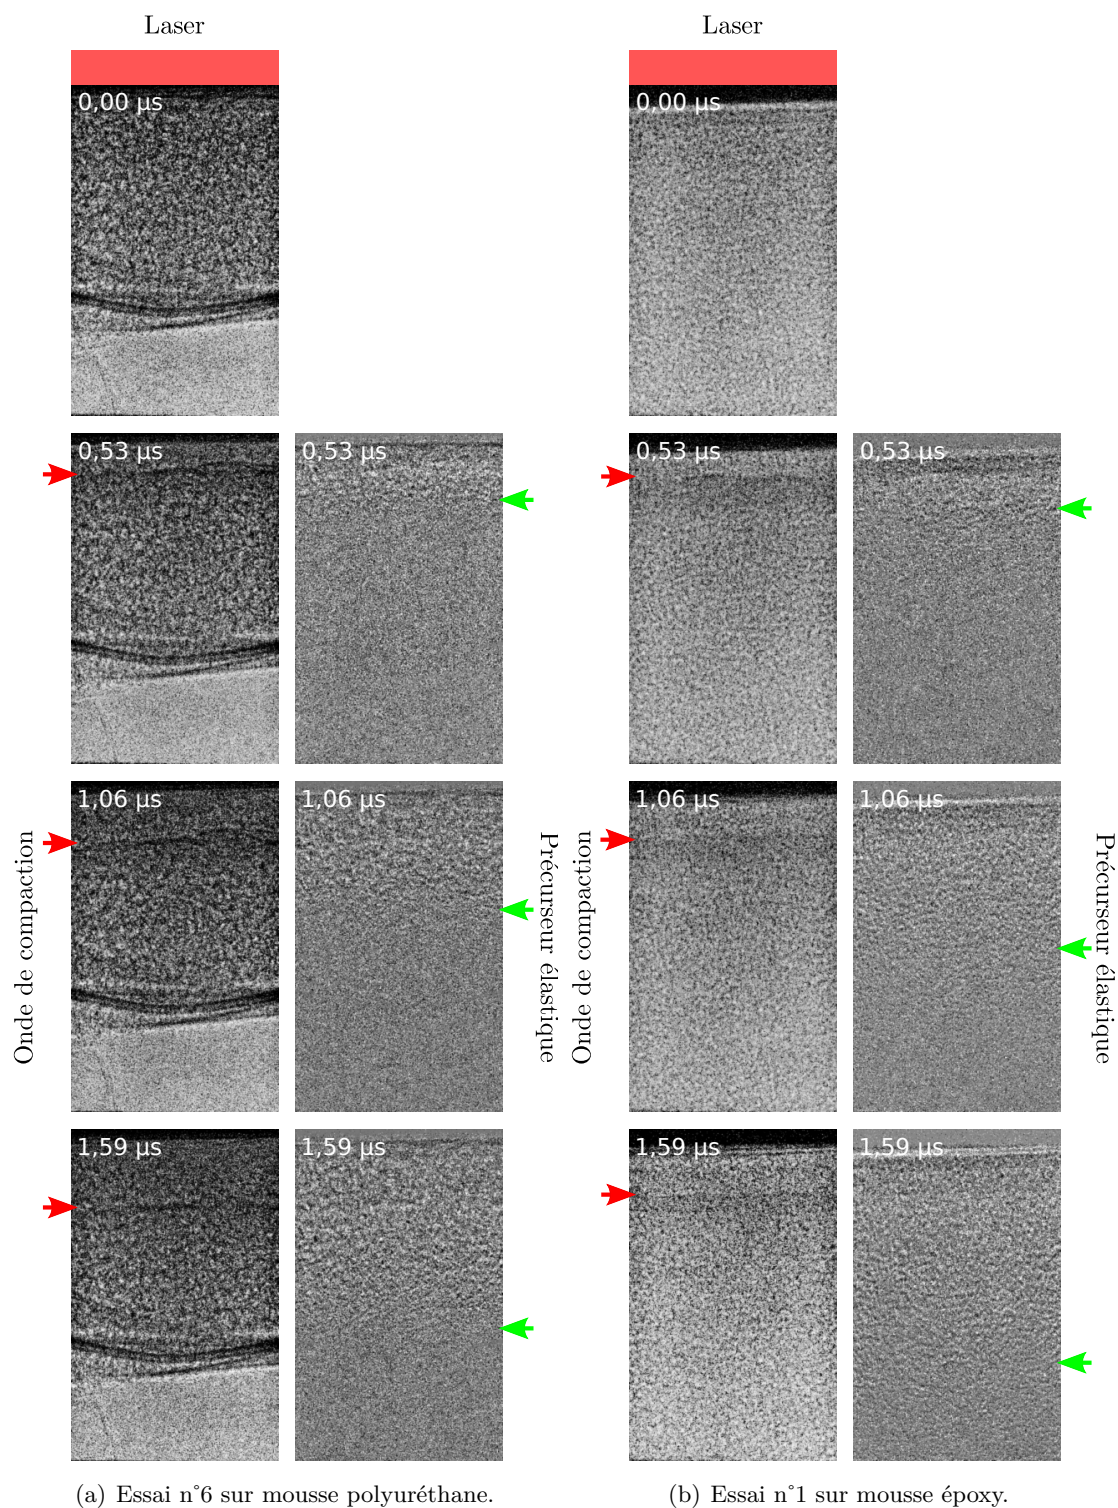 Laser
Laser
0,00 µs
0,00 µs
0,53 µs
0,53 µs
0,53 µs
0,53 µs
1,06 µs
1,06 µs
1,06 µs
1,06 µs
Onde de compaction
Précurseur élastique
Onde de compaction
Précurseur élastique
1,59 µs
1,59 µs
1,59 µs
1,59 µs
(a) Essai n°6 sur mousse polyuréthane.
(b) Essai n°1 sur mousse époxy.